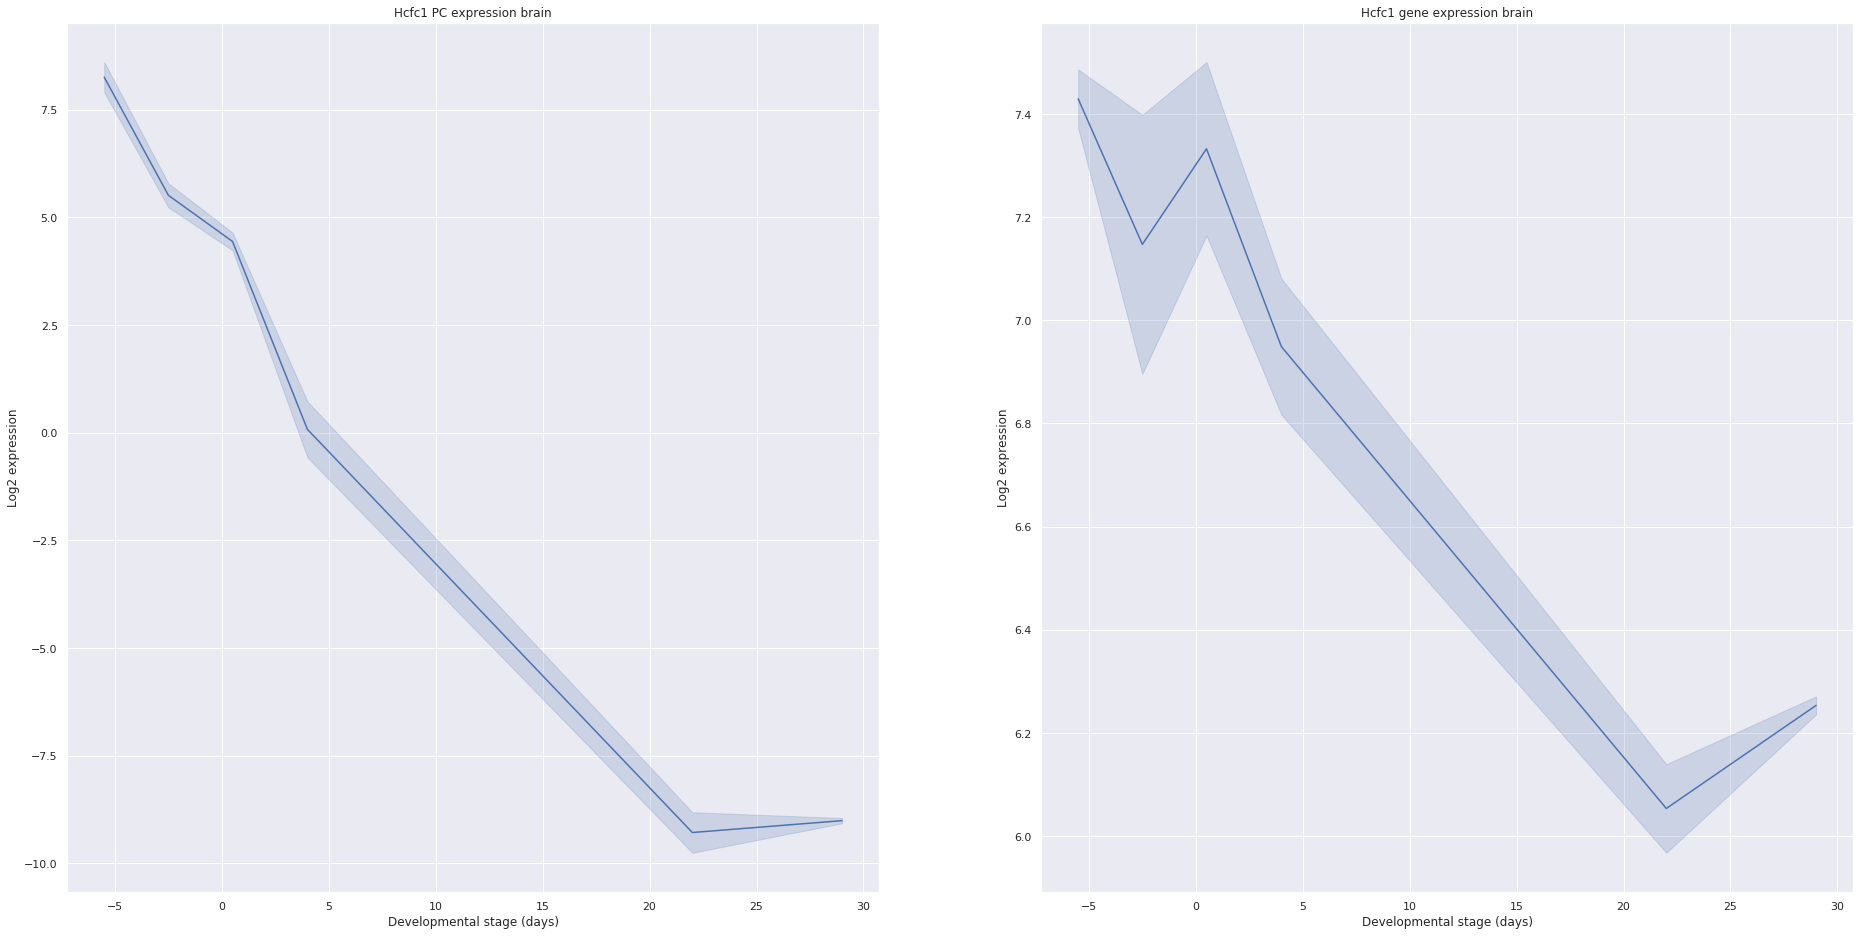 Hcfc1 PC expression brain
Log2 expression
7.5
5.0
2.5
0.0
−2.5
−5.0
−7.5
−10.0
−5 0 5 10 15 20 25 30
Developmental stage (days)
Hcfc1 gene expression brain
Log2 expression
7.4
7.2
7.0
6.8
6.6
6.4
6.2
6.0
−5 0 5 10 15 20 25 30
Developmental stage (days)